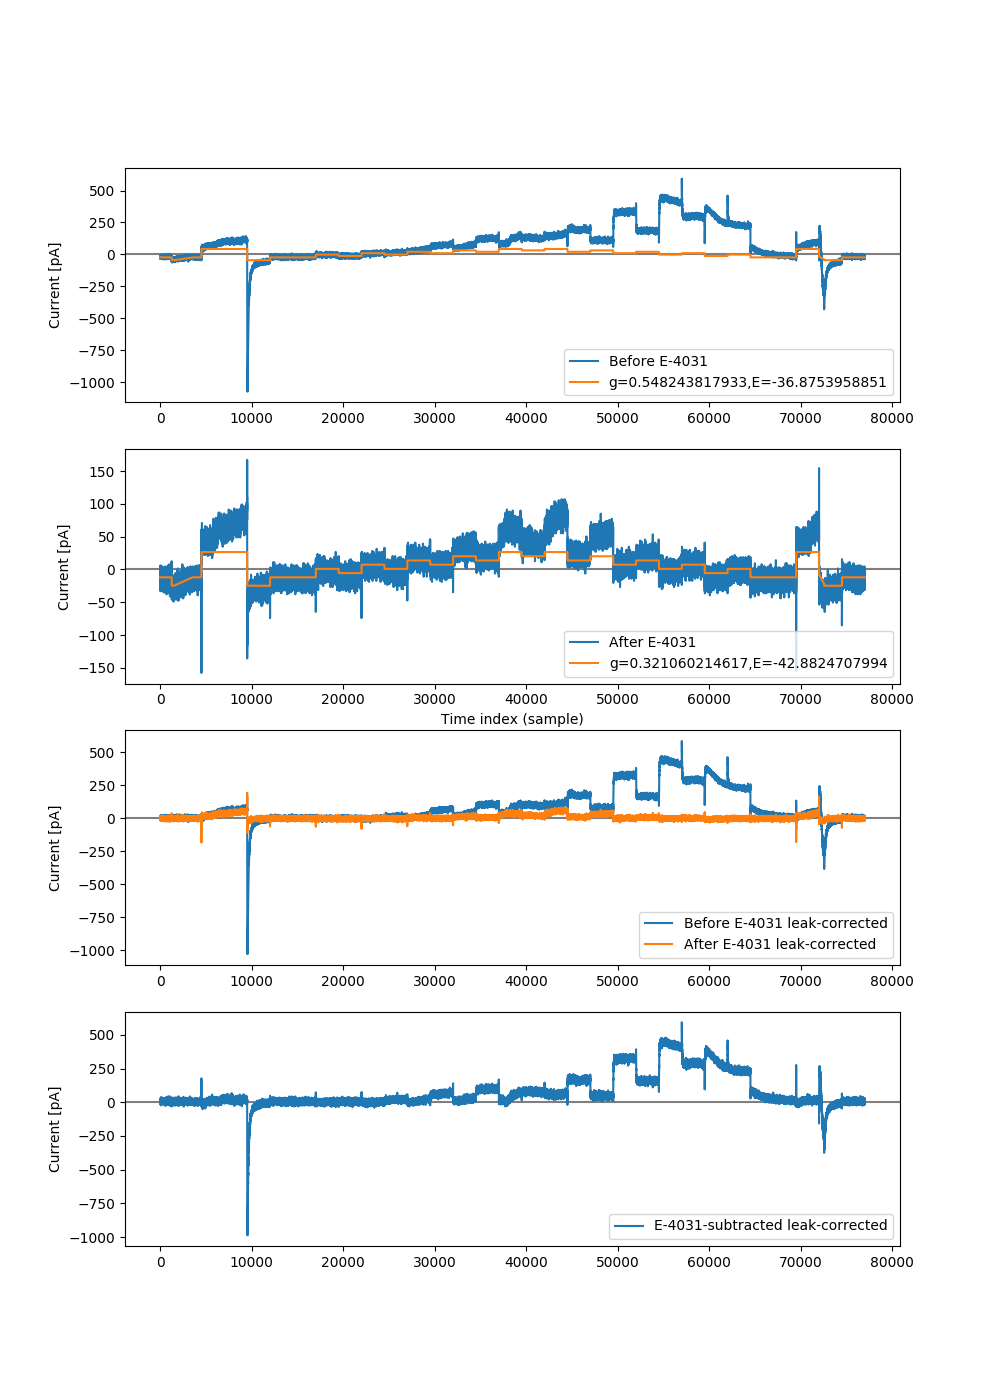 500
250
0
−250
−500
−750
−1000
Current [pA]
Before E-4031
g=0.548243817933,E=-36.8753958851
0 10000 20000 30000 40000 50000 60000 70000 80000
150
100
50
0
−50
−100
−150
Current [pA]
After E-4031
g=0.321060214617,E=-42.8824707994
0 10000 20000 30000 40000 50000 60000 70000 80000
Time index (sample)
500
250
0
−250
−500
−750
−1000
Current [pA]
Before E-4031 leak-corrected
After E-4031 leak-corrected
0 10000 20000 30000 40000 50000 60000 70000 80000
500
250
0
−250
−500
−750
−1000
Current [pA]
E-4031-subtracted leak-corrected
0 10000 20000 30000 40000 50000 60000 70000 80000